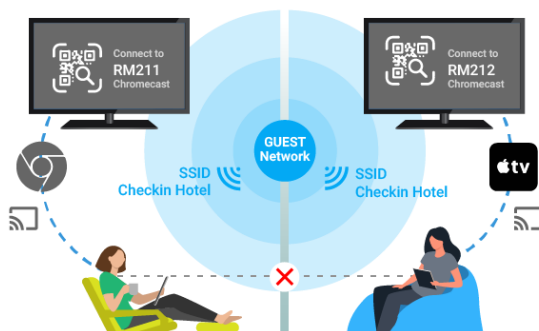 Connect to
RM211
Chromecast
Connect to
RM212
Chromecast
GUEST
Network
SSID
Checkin Hotel
SSID
Checkin Hotel
tv